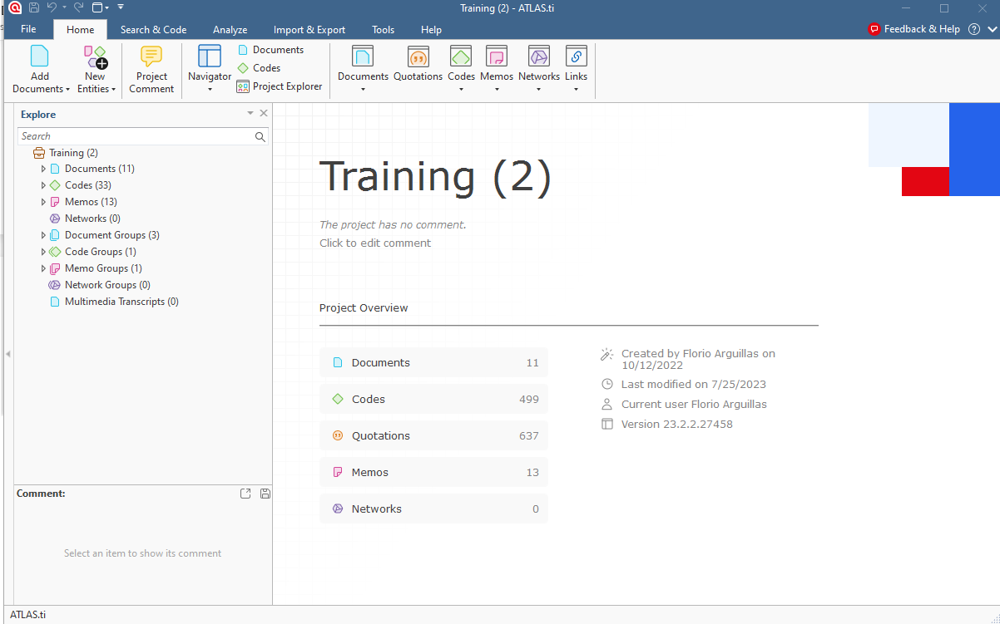 Training (2) - ATLAS.ti
File Home Search & Code Analyze Import & Export Tools Help Feedback & Help
Add Documents
New Entities
Project Comment
Navigator
Documents
Codes
Project Explorer
Documents Quotations Codes Memos Networks Links
Explore
Search
Training (2)
Documents (11)
Codes (33)
Memos (13)
Networks (0)
Document Groups (3)
Code Groups (1)
Memo Groups (1)
Network Groups (0)
Multimedia Transcripts (0)
Comment:
Select an item to show its comment
Training (2)
The project has no comment.
Click to edit comment
Project Overview
Documents 11
Codes 499
Quotations 637
Memos 13
Networks 0
Created by Florio Arguillas on
10/12/2022
Last modified on 7/25/2023
Current user Florio Arguillas
Version 23.2.2.27458
ATLAS.ti